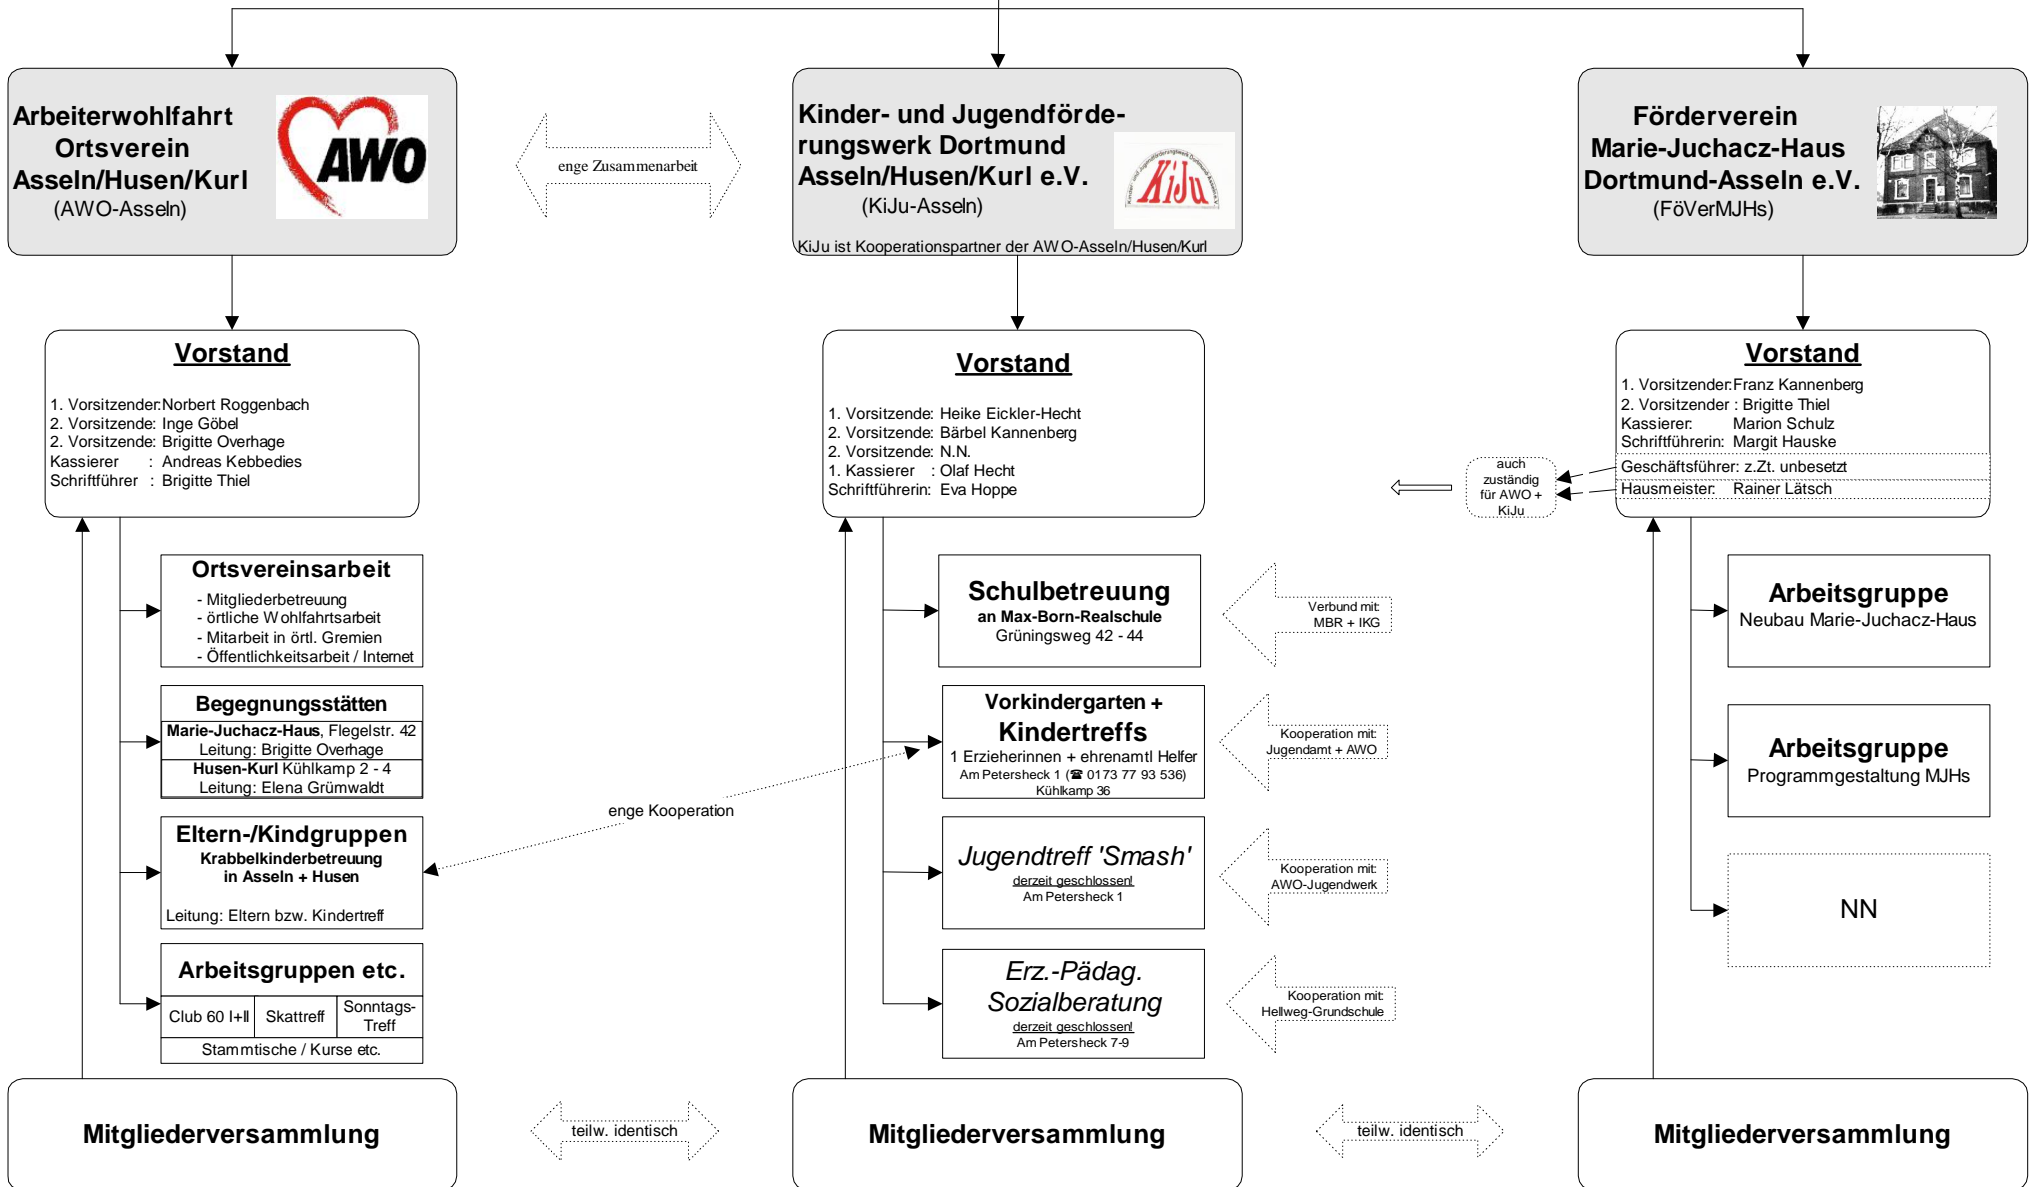 Arbeiterwohlfahrt
Ortsverein
Asseln/Husen/Kurl
(AWO-Asseln)
AWO
enge Zusammenarbeit
Kinder- und Jugendförde-
rungswerk Dortmund
Asseln/Husen/Kurl e.V.
(KiJu-Asseln)
KiJu
KiJu ist Kooperationspartner der AWO-Asseln/Husen/Kurl
Förderverein
Marie-Juchacz-Haus
Dortmund-Asseln e.V.
(FöVerMJHs)
Vorstand
1. Vorsitzender:Norbert Roggenbach
2. Vorsitzende: Inge Göbel
2. Vorsitzende: Brigitte Overhage
Kassierer : Andreas Kebbedies
Schriftführer : Brigitte Thiel
Vorstand
1. Vorsitzende: Heike Eickler-Hecht
2. Vorsitzende: Bärbel Kannenberg
2. Vorsitzende: N.N.
1. Kassierer : Olaf Hecht
Schriftführerin: Eva Hoppe
Vorstand
1. Vorsitzender:Franz Kannenberg
2. Vorsitzender : Brigitte Thiel
Kassierer: Marion Schulz
Schriftführerin: Margit Hauske
Geschäftsführer: z.Zt. unbesetzt
Hausmeister: Rainer Lätsch
auch
zuständig
für AWO +
KiJu
Ortsvereinsarbeit
- Mitgliederbetreuung
- örtliche Wohlfahrtsarbeit
- Mitarbeit in örtl. Gremien
- Öffentlichkeitsarbeit / Internet
Begegnungsstätten
Marie-Juchacz-Haus, Flegelstr. 42
Leitung: Brigitte Overhage
Husen-Kurl Kühlkamp 2 - 4
Leitung: Elena Grümwaldt
Eltern-/Kindgruppen
Krabbelkinderbetreuung
in Asseln + Husen
Leitung: Eltern bzw. Kindertreff
Arbeitsgruppen etc.
Club 60 I+II
Skattreff
Sonntags-
Treff
Stammtische / Kurse etc.
enge Kooperation
Schulbetreuung
an Max-Born-Realschule
Grüningsweg 42 - 44
Verbund mit:
MBR + IKG
Vorkindergarten +
Kindertreffs
1 Erzieherinnen + ehrenamtl Helfer
Am Petersheck 1 (☎ 0173 77 93 536)
Kühlkamp 36
Kooperation mit:
Jugendamt + AWO
Jugendtreff 'Smash'
derzeit geschlossen!
Am Petersheck 1
Kooperation mit:
AWO-Jugendwerk
Erz.-Pädag.
Sozialberatung
derzeit geschlossen!
Am Petersheck 7-9
Kooperation mit:
Hellweg-Grundschule
Arbeitsgruppe
Neubau Marie-Juchacz-Haus
Arbeitsgruppe
Programmgestaltung MJHs
NN
Mitgliederversammlung
teilw. identisch
Mitgliederversammlung
teilw. identisch
Mitgliederversammlung